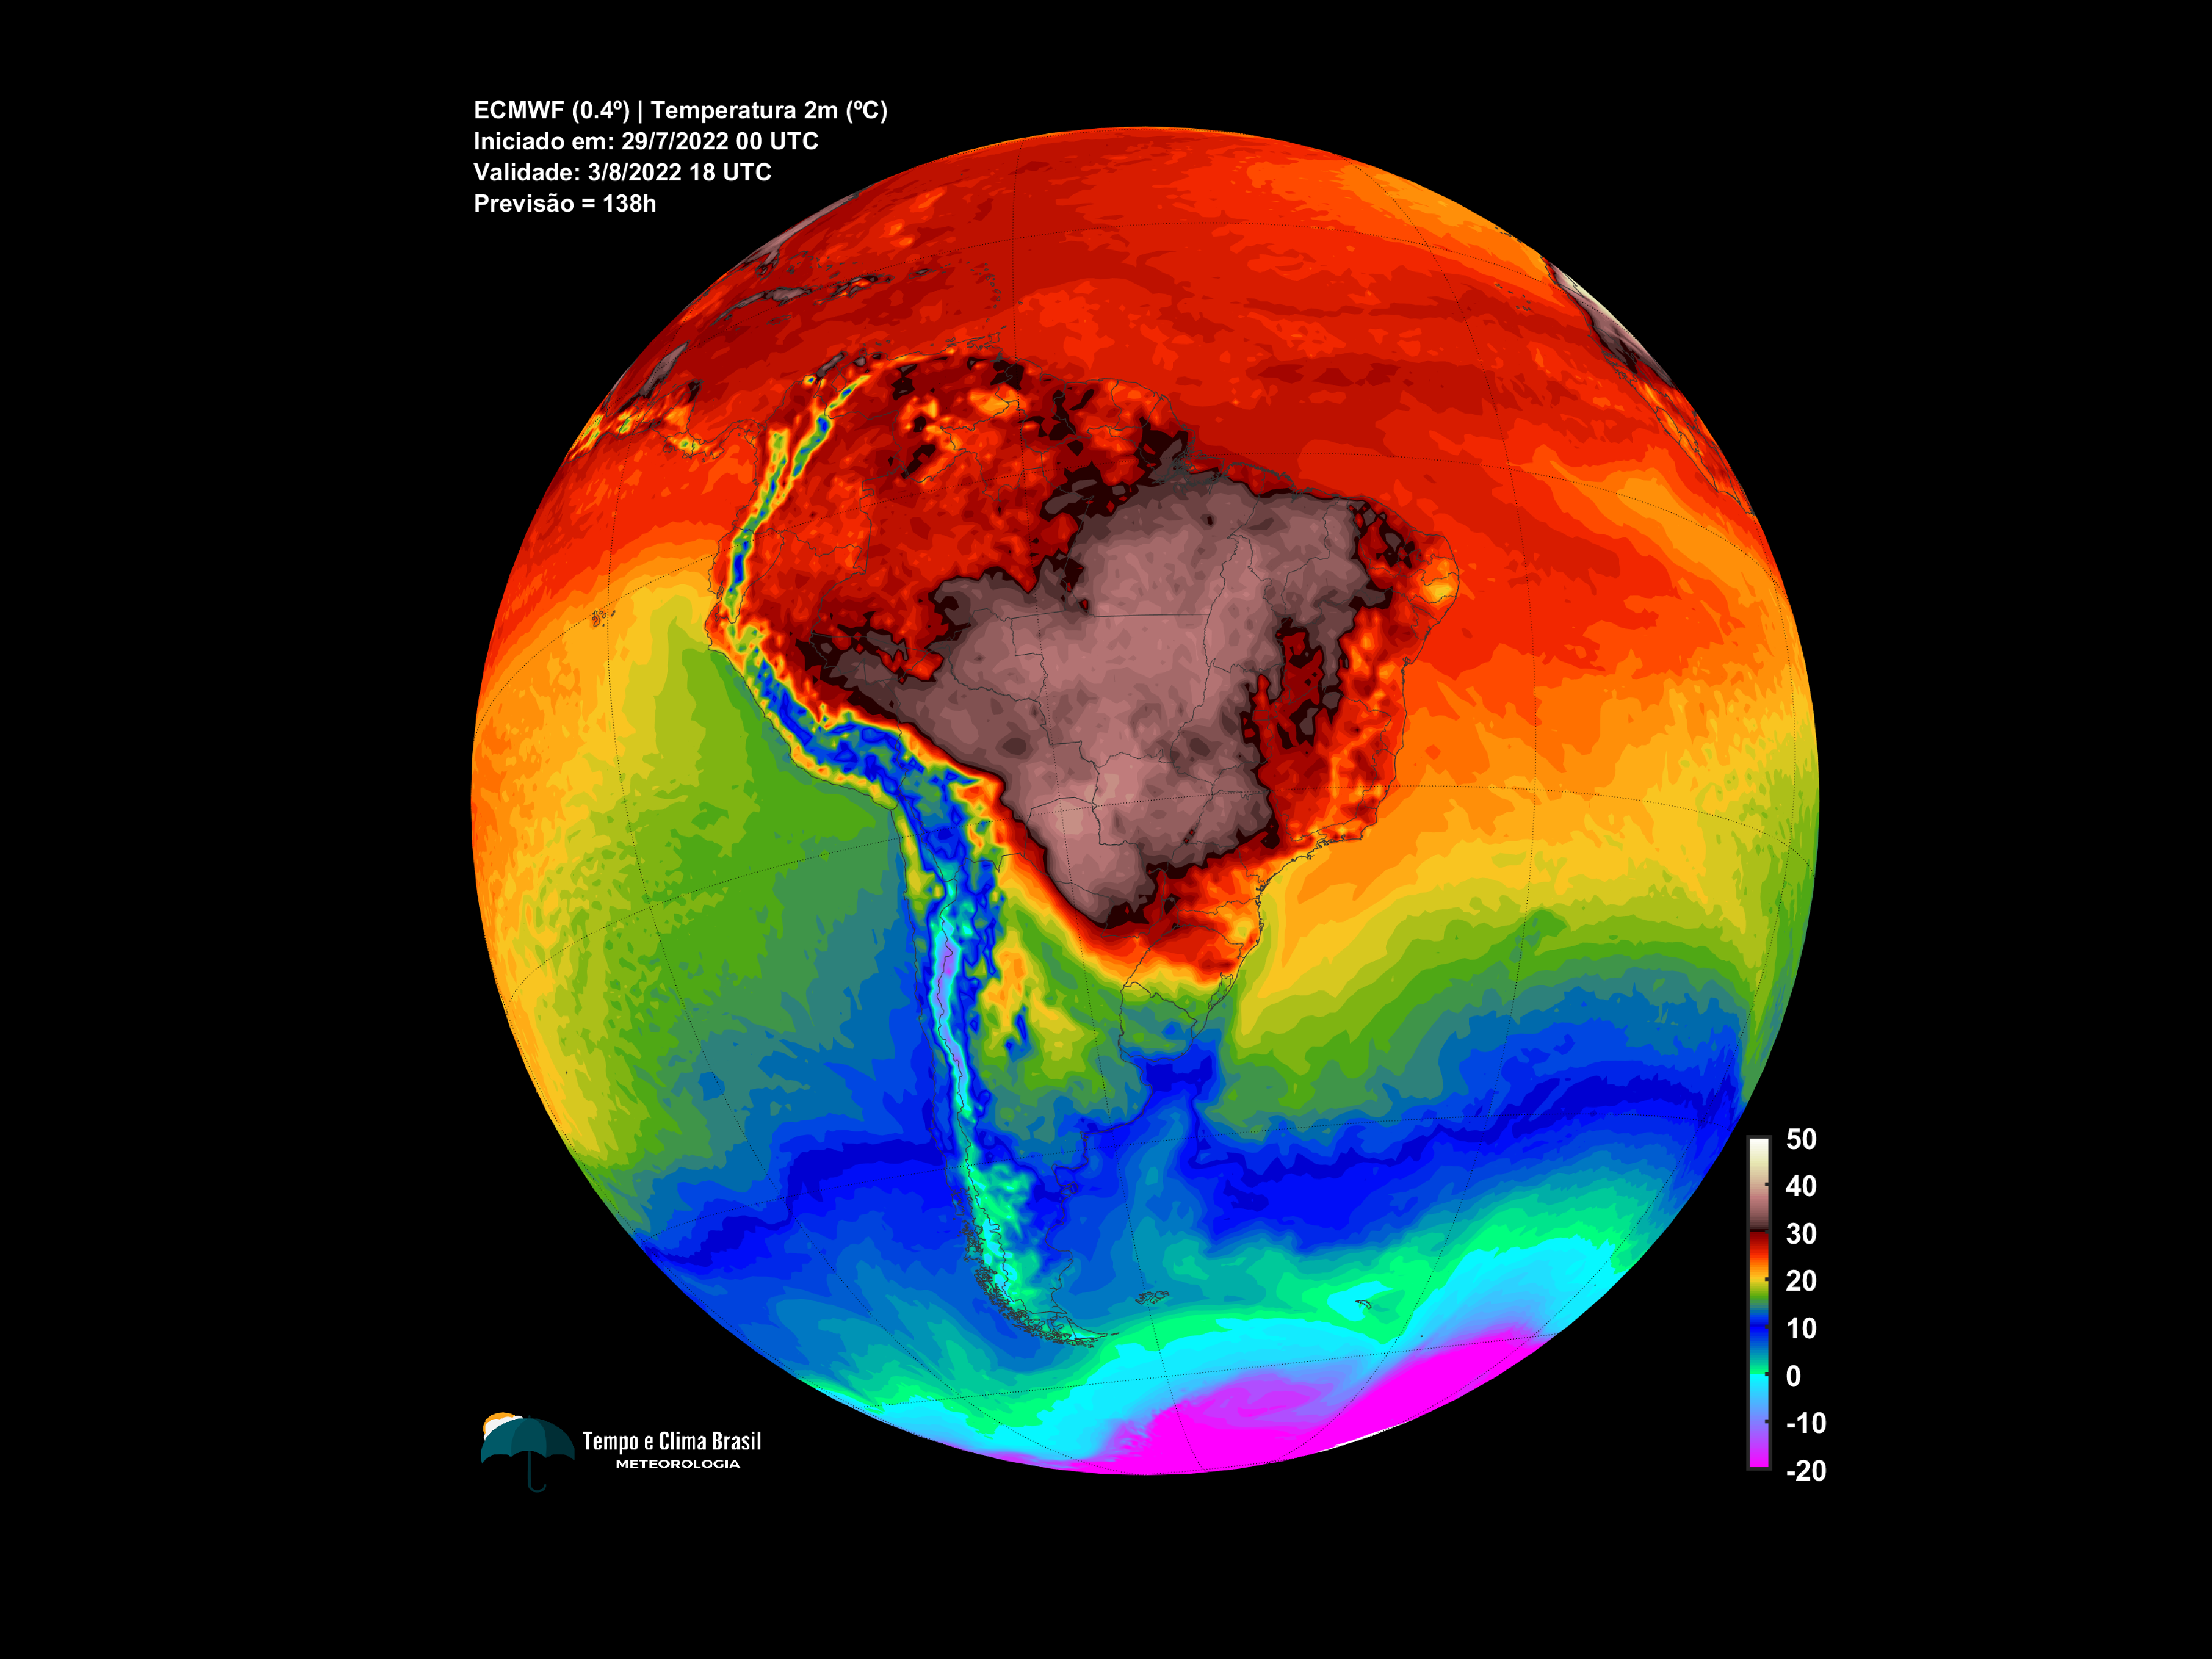 ECMWF (0.4º) | Temperatura 2m (ºC)
Iniciado em: 29/7/2022 00 UTC
Validade: 3/8/2022 18 UTC
Previsão = 138h
50
40
30
20
10
0
-10
-20
Tempo e Clima Brasil
METEOROLOGIA